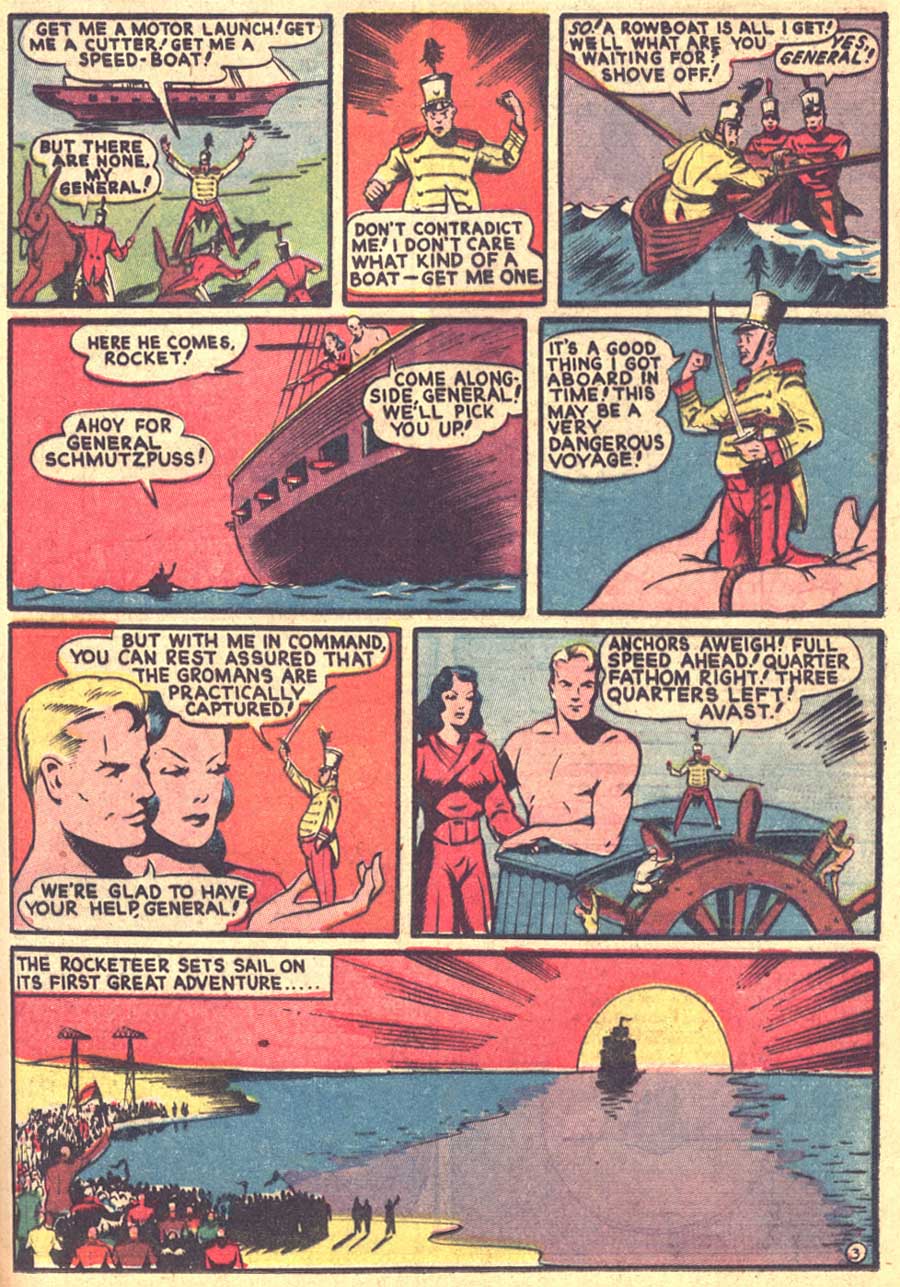 GET ME A MOTOR LAUNCH! GET
ME A CUTTER! GET ME A
SPEED-BOAT!
BUT THERE
ARE NONE,
MY
GENERAL!
DON'T CONTRADICT
ME! I DON'T CARE
WHAT KIND OF A
BOAT—GET ME ONE.
SO! A ROWBOAT IS ALL I GET!
WELL WHAT ARE YOU
WAITING FOR?
SHOVE OFF!
YES,
GENERAL!
HERE HE COMES,
ROCKET!
COME ALONG-
SIDE, GENERAL!
WE'LL PICK
YOU UP!
AHOY FOR
GENERAL
SCHMUTZPUSS!
IT'S A GOOD
THING I GOT
ABOARD IN
TIME! THIS
MAY BE A
VERY
DANGEROUS
VOYAGE!
BUT WITH ME IN COMMAND,
YOU CAN REST ASSURED THAT
THE GROMANS ARE
PRACTICALLY
CAPTURED!
WE'RE GLAD TO HAVE
YOUR HELP, GENERAL!
ANCHORS AWEIGH! FULL
SPEED AHEAD! QUARTER
FATHOM RIGHT! THREE
QUARTERS LEFT!
AVAST!
THE ROCKETEER SETS SAIL ON
ITS FIRST GREAT ADVENTURE.....
3